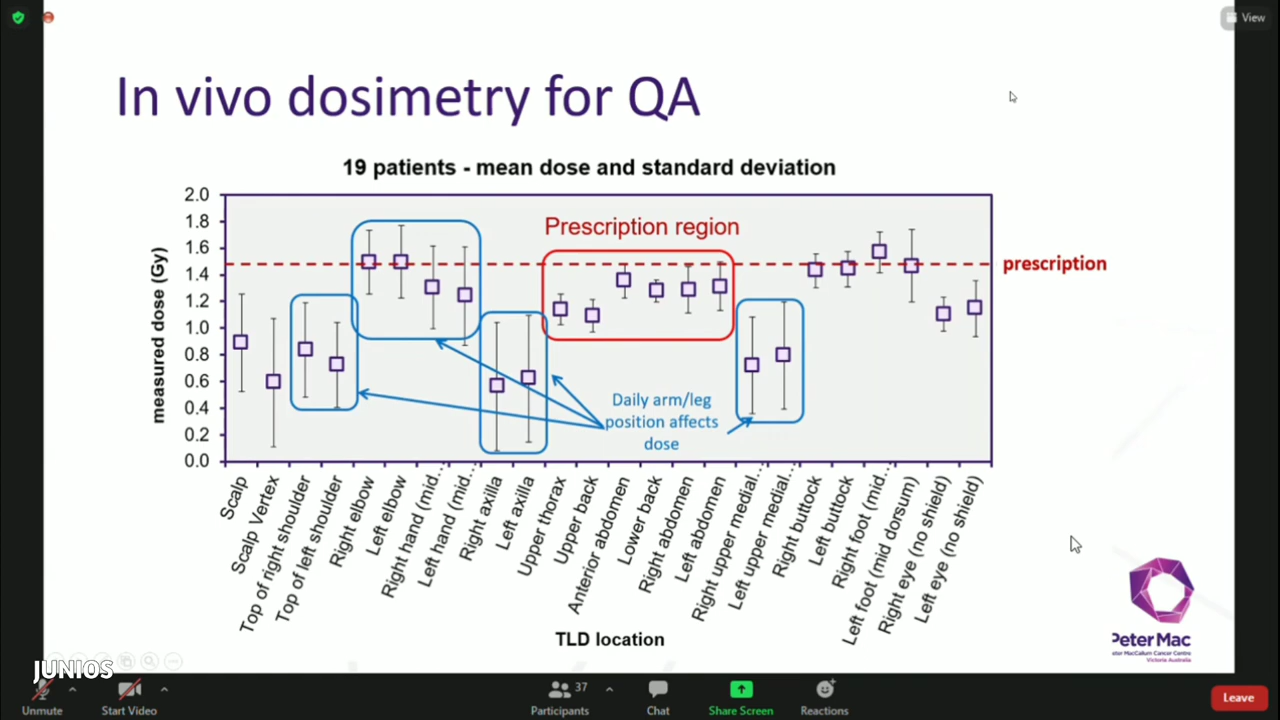 View
In vivo dosimetry for QA
19 patients - mean dose and standard deviation
measured dose (Gy)
2.0
1.8
1.6
1.4
1.2
1.0
0.8
0.6
0.4
0.2
0.0
Prescription region
prescription
Daily arm/leg
position affects
dose
Scalp
Scalp Vertex
Top of right shoulder
Top of left shoulder
Right elbow
Left elbow
Right hand (mid...
Left hand (mid...
Right axilla
Left axilla
Upper thorax
Upper back
Anterior abdomen
Lower back
Right abdomen
Left abdomen
Right upper medial...
Left upper medial...
Right buttock
Left buttock
Right foot (mid...
Left foot (mid dorsum)
Right eye (no shield)
Left eye (no shield)
TLD location
Peter Mac
Peter MacCallum Cancer Centre
Victoria Australia
JUNIOS
Unmute
Start Video
Participants
37
Chat
Share Screen
Reactions
Leave